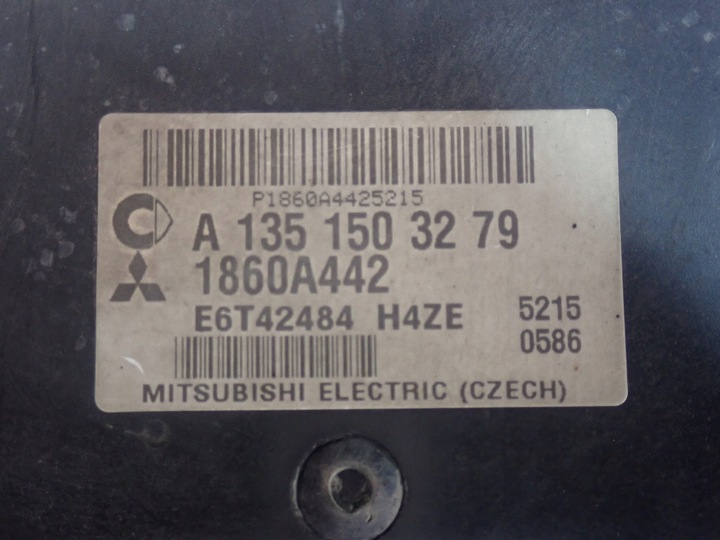 P1860A4425215
A 135 150 32 79
1860A442
E6T42484 H4ZE
5215
0586
MITSUBISHI ELECTRIC (CZECH)